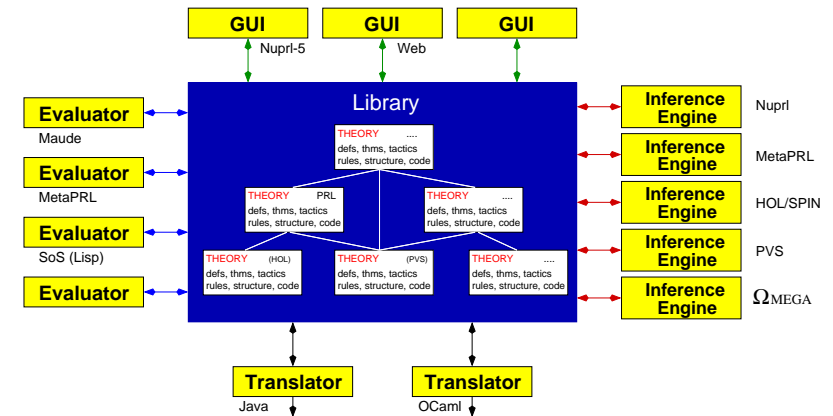 GUI
GUI
GUI
Nuprl-5
Web
Library
Evaluator
Maude
Evaluator
MetaPRL
Evaluator
SoS (Lisp)
Evaluator
THEORY ....
defs, thms, tactics
rules, structure, code
THEORY PRL
defs, thms, tactics
rules, structure, code
THEORY ....
defs, thms, tactics
rules, structure, code
THEORY (HOL)
defs, thms, tactics
rules, structure, code
THEORY (PVS)
defs, thms, tactics
rules, structure, code
THEORY ....
defs, thms, tactics
rules, structure, code
Inference
Engine
Nuprl
Inference
Engine
MetaPRL
Inference
Engine
HOL/SPIN
Inference
Engine
PVS
Inference
Engine
ΩMEGA
Translator
Java
Translator
OCaml